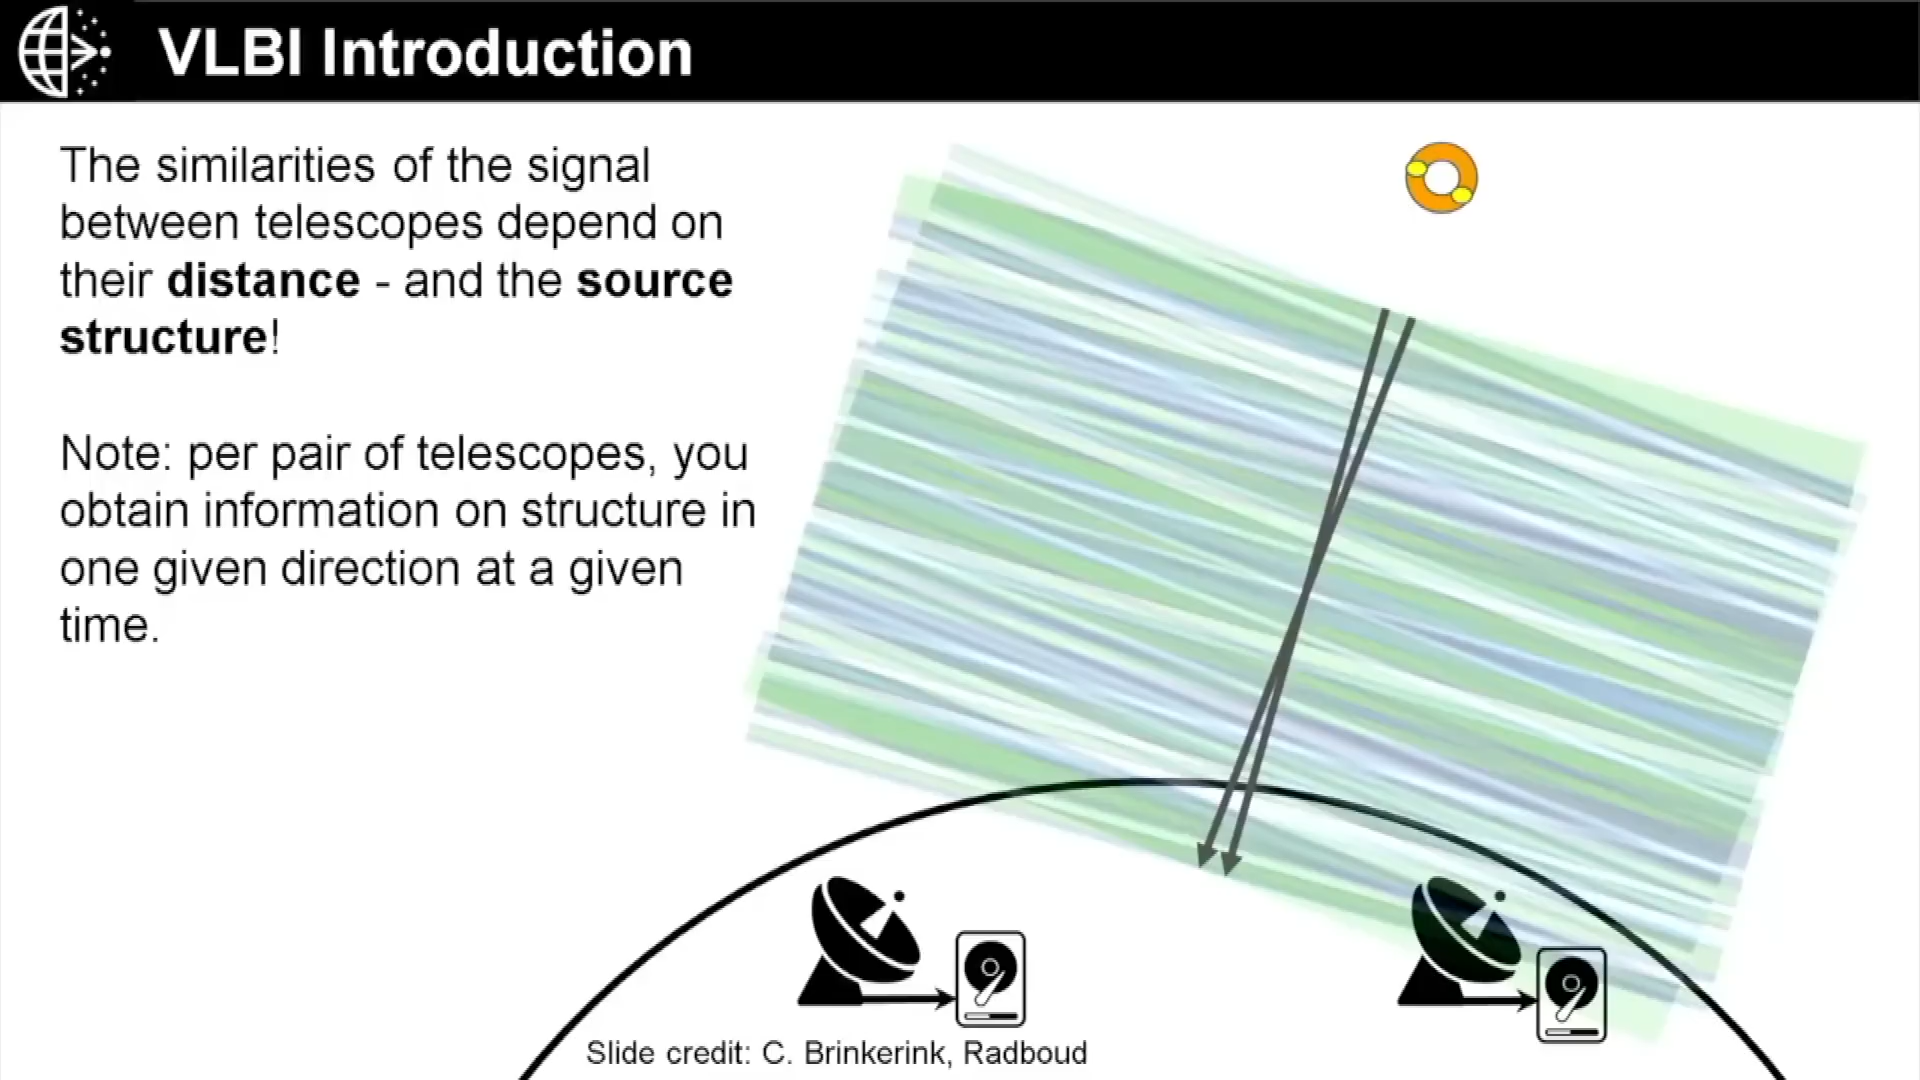 VLBI Introduction
The similarities of the signal
between telescopes depend on
their distance - and the source
structure!
Note: per pair of telescopes, you
obtain information on structure in
one given direction at a given
time.
Slide credit: C. Brinkerink, Radboud